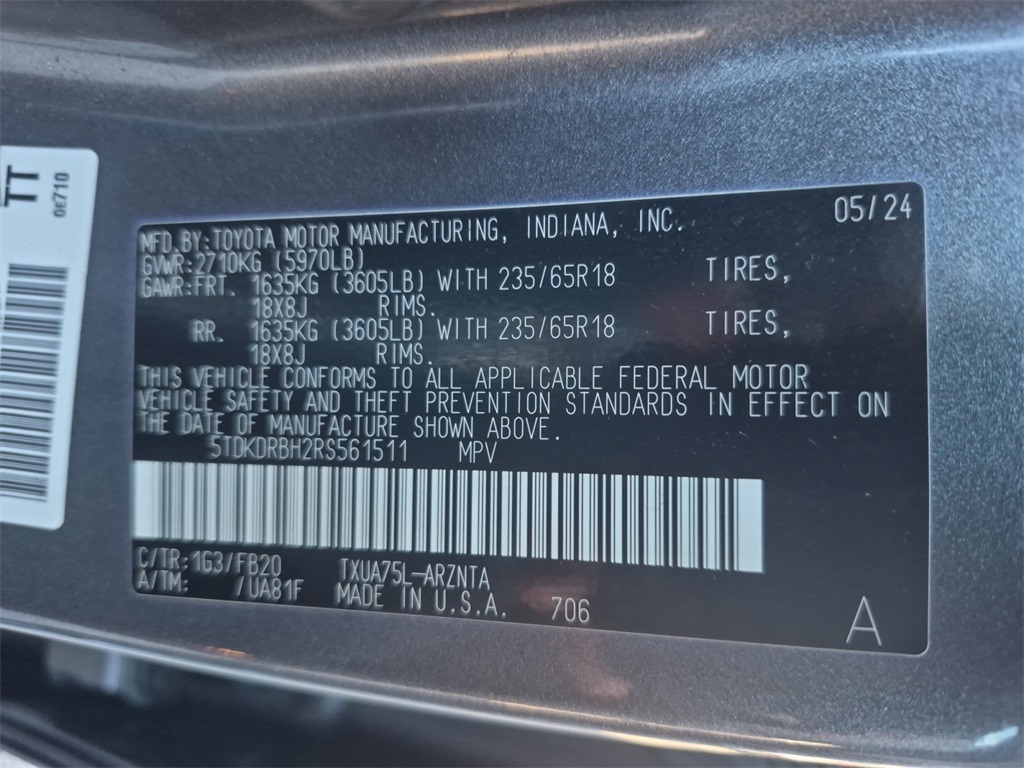 TT
0E710
05/24
MFD.BY:TOYOTA MOTOR MANUFACTURING, INDIANA, INC.
GVWR:2710KG (5970LB)
GAWR:FRT. 1635KG (3605LB) WITH 235/65R18 TIRES,
18X8J RIMS.
RR. 1635KG (3605LB) WITH 235/65R18 TIRES,
18X8J RIMS.
THIS VEHICLE CONFORMS TO ALL APPLICABLE FEDERAL MOTOR
VEHICLE SAFETY AND THEFT PREVENTION STANDARDS IN EFFECT ON
THE DATE OF MANUFACTURE SHOWN ABOVE.
5TDKDRBH2RS561511 MPV
C/TR:1G3/FB20 TXUA75L-ARZNTA
A/TM: /UA81F MADE IN U.S.A. 706
A